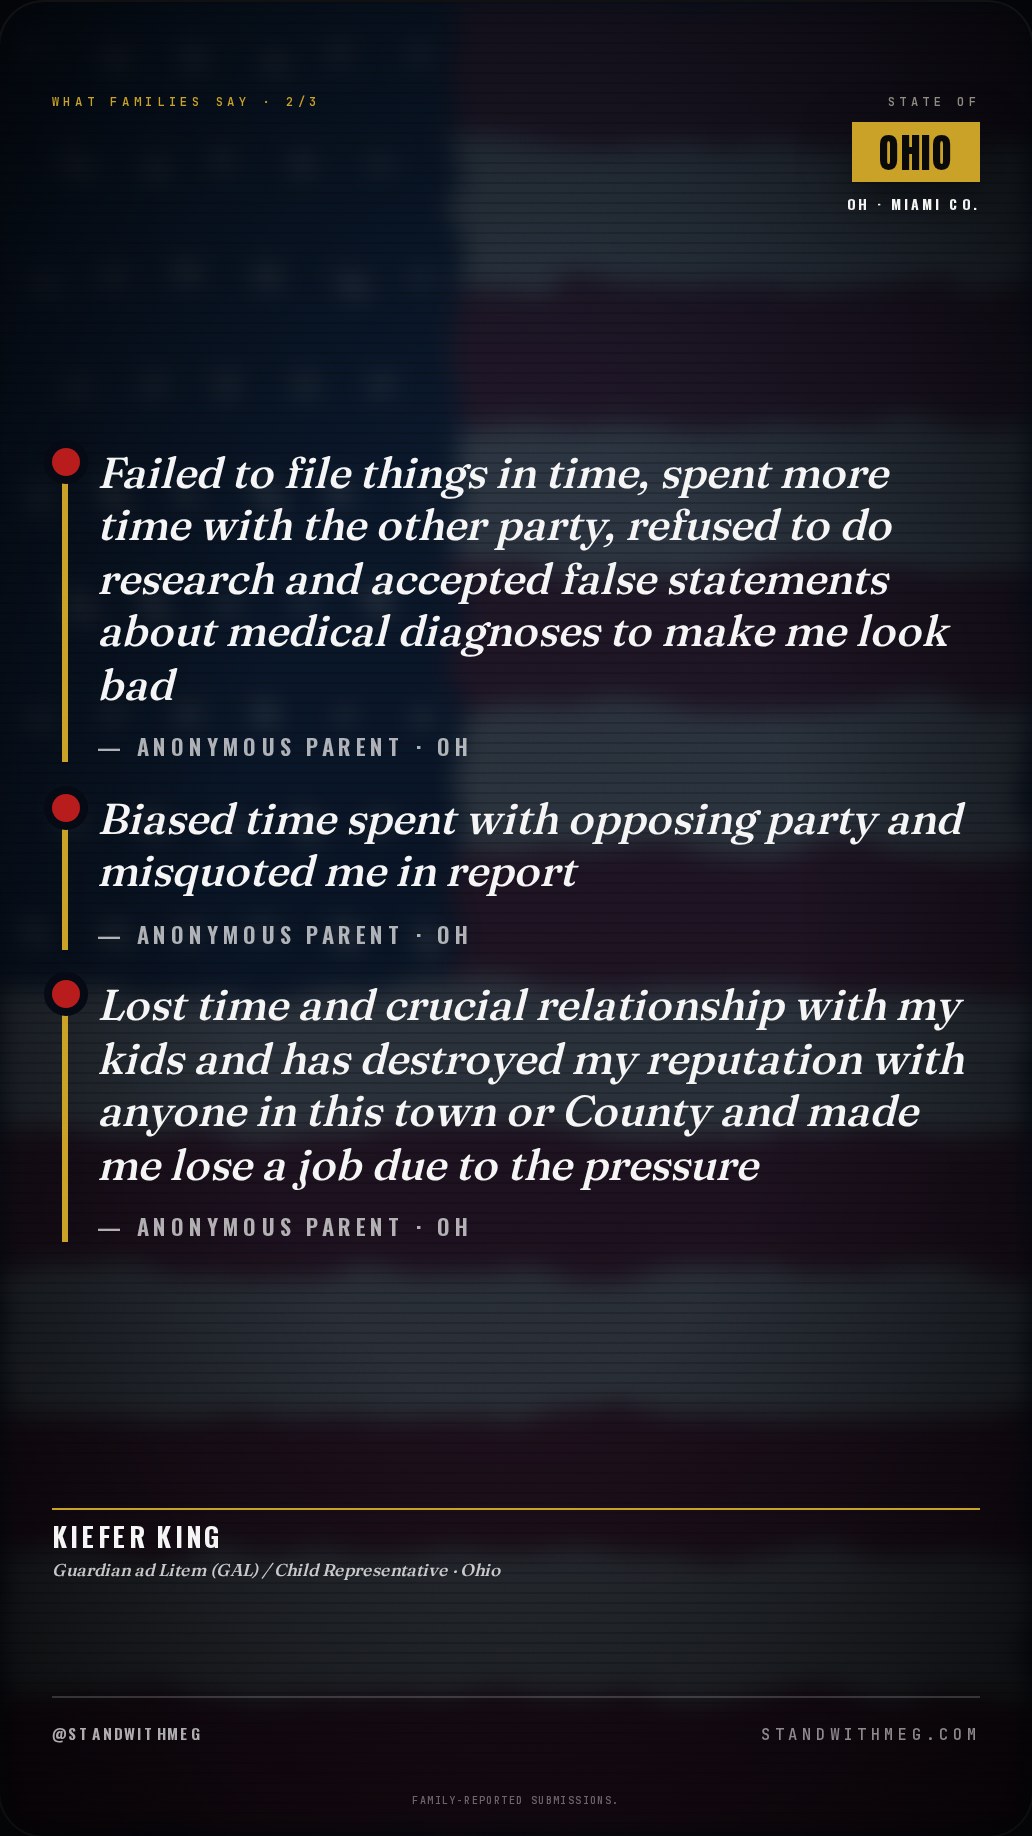 WHAT FAMILIES SAY · 2/3
STATE OF
OHIO
OH · MIAMI CO.
Failed to file things in time, spent more
time with the other party, refused to do
research and accepted false statements
about medical diagnoses to make me look
bad
— ANONYMOUS PARENT · OH
Biased time spent with opposing party and
misquoted me in report
— ANONYMOUS PARENT · OH
Lost time and crucial relationship with my
kids and has destroyed my reputation with
anyone in this town or County and made
me lose a job due to the pressure
— ANONYMOUS PARENT · OH
KIEFER KING
Guardian ad Litem (GAL) / Child Representative · Ohio
@STANDWITHMEG
STANDWITHMEG.COM
FAMILY-REPORTED SUBMISSIONS.